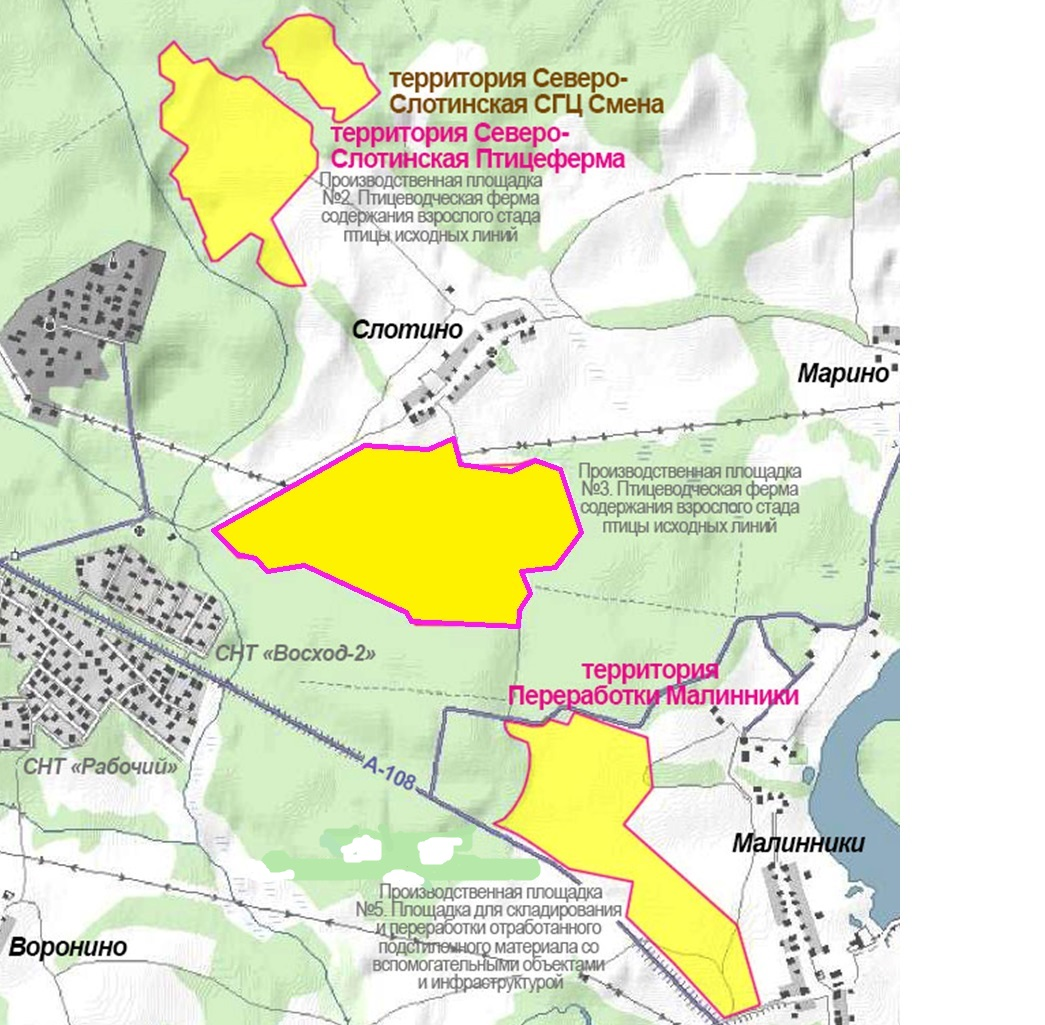 территория Северо-
Слотинская СГЦ Смена
территория Северо-
Слотинская Птицеферма
Производственная площадка
№2. Птицеводческая ферма
содержания взрослого стада
птицы исходных линий
Слотино
Марино
Производственная площадка
№3. Птицеводческая ферма
содержания взрослого стада
птицы исходных линий
СНТ «Восход-2»
территория
Переработки Малинники
СНТ «Рабочий»
А-108
Малинники
Производственная площадка
№5. Площадка для складирования
и переработки отработанного
подстилочного материала со
вспомогательными объектами
и инфраструктурой
Воронино